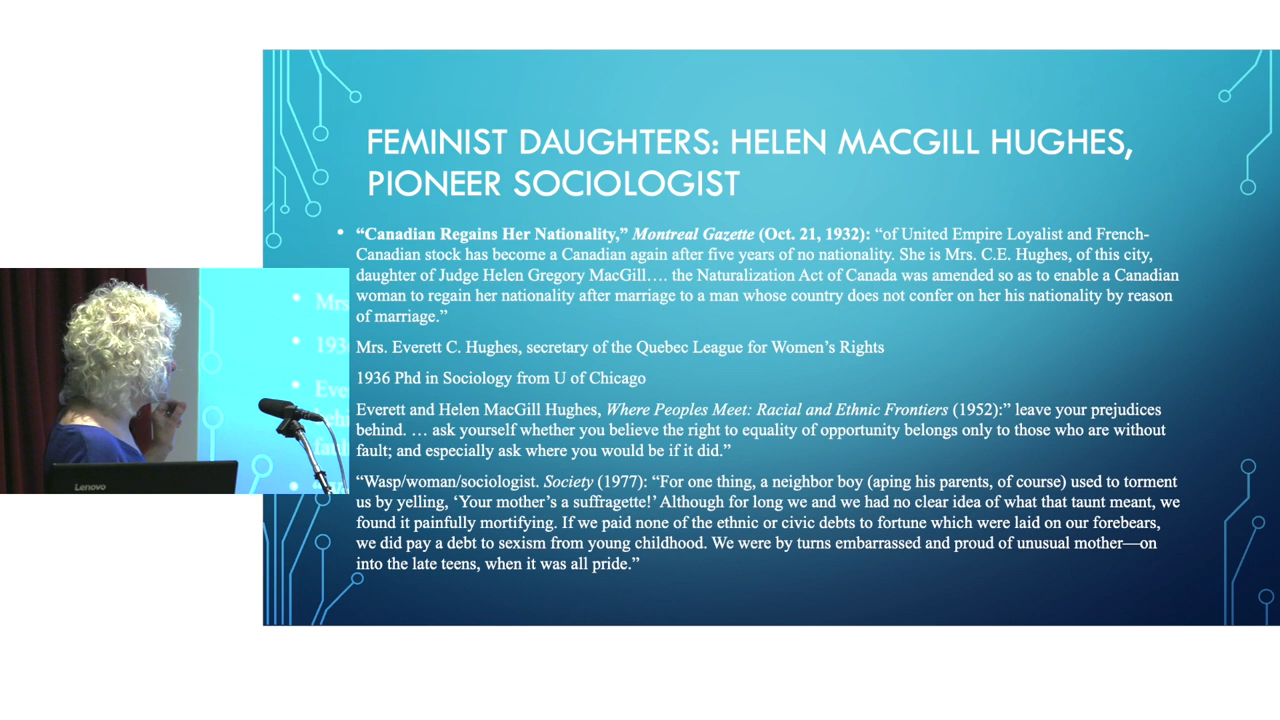 FEMINIST DAUGHTERS: HELEN MACGILL HUGHES,
PIONEER SOCIOLOGIST
• “Canadian Regains Her Nationality,” Montreal Gazette (Oct. 21, 1932): “of United Empire Loyalist and French-
Canadian stock has become a Canadian again after five years of no nationality. She is Mrs. C.E. Hughes, of this city,
daughter of Judge Helen Gregory MacGill…. the Naturalization Act of Canada was amended so as to enable a Canadian
woman to regain her nationality after marriage to a man whose country does not confer on her his nationality by reason
of marriage.”
Mrs. Everett C. Hughes, secretary of the Quebec League for Women’s Rights
1936 Phd in Sociology from U of Chicago
Everett and Helen MacGill Hughes, Where Peoples Meet: Racial and Ethnic Frontiers (1952):” leave your prejudices
behind. … ask yourself whether you believe the right to equality of opportunity belongs only to those who are without
fault; and especially ask where you would be if it did.”
“Wasp/woman/sociologist. Society (1977): “For one thing, a neighbor boy (aping his parents, of course) used to torment
us by yelling, ‘Your mother’s a suffragette!’ Although for long we and we had no clear idea of what that taunt meant, we
found it painfully mortifying. If we paid none of the ethnic or civic debts to fortune which were laid on our forebears,
we did pay a debt to sexism from young childhood. We were by turns embarrassed and proud of unusual mother—on
into the late teens, when it was all pride.”
• Mrs
• 193
• Eve
Lenovo